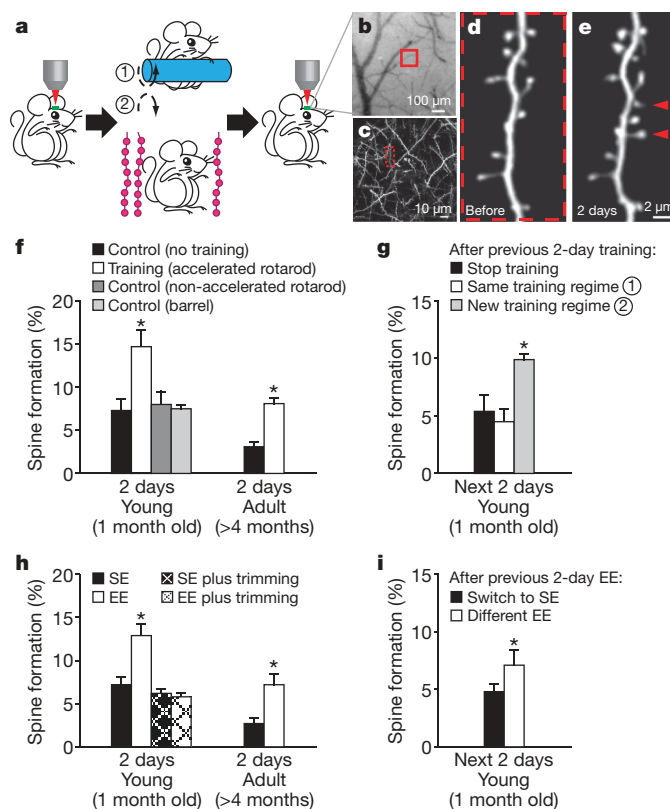 a
1
2
b
100 µm
c
10 µm
d
Before
e
2 days
2 µm
f
Control (no training)
Training (accelerated rotarod)
Control (non-accelerated rotarod)
Control (barrel)
Spine formation (%)
20
15
10
5
0
*
*
2 days
Young
(1 month old)
2 days
Adult
(>4 months)
g
After previous 2-day training:
Stop training
Same training regime 1
New training regime 2
Spine formation (%)
15
10
5
0
*
Next 2 days
Young
(1 month old)
h
SE
EE
SE plus trimming
EE plus trimming
Spine formation (%)
20
15
10
5
0
*
*
2 days
Young
(1 month old)
2 days
Adult
(>4 months)
i
After previous 2-day EE:
Switch to SE
Different EE
Spine formation (%)
15
10
5
0
*
Next 2 days
Young
(1 month old)